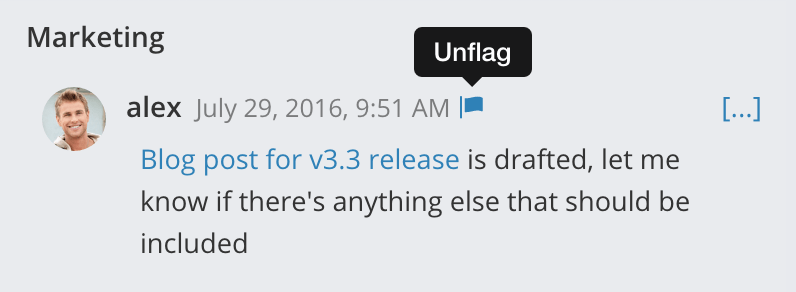 Marketing
Unflag
alex July 29, 2016, 9:51 AM [...]
Blog post for v3.3 release is drafted, let me
know if there's anything else that should be
included